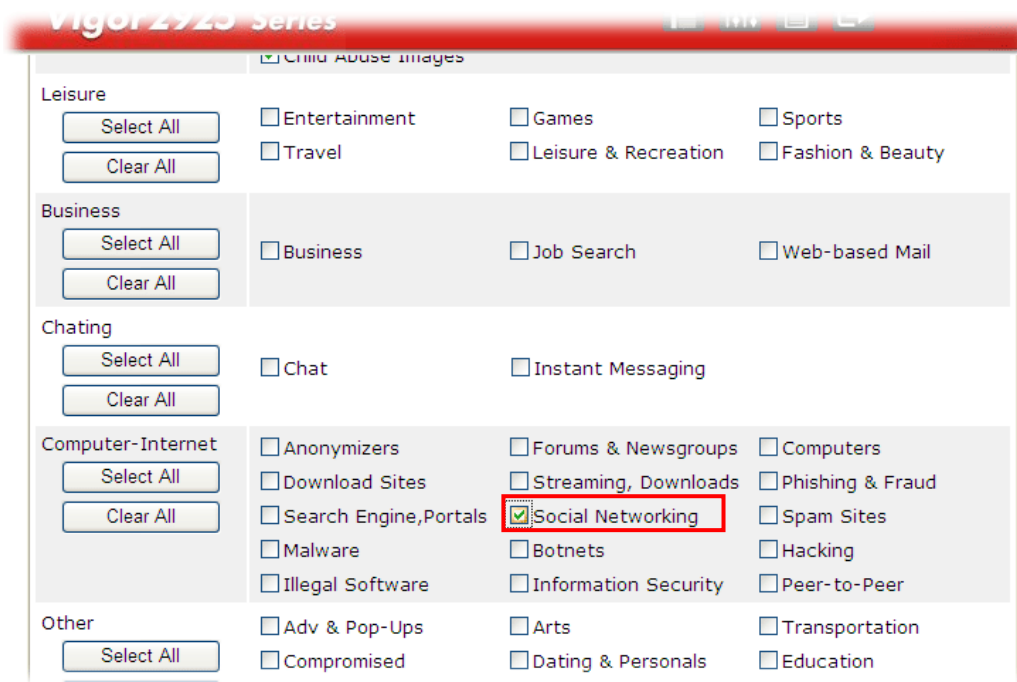 Vigor2925 Series
Child Abuse Images
Leisure
Select All
Clear All
Entertainment Games Sports
Travel Leisure & Recreation Fashion & Beauty
Business
Select All
Clear All
Business Job Search Web-based Mail
Chating
Select All
Clear All
Chat Instant Messaging
Computer-Internet
Select All
Clear All
Anonymizers Forums & Newsgroups Computers
Download Sites Streaming, Downloads Phishing & Fraud
Search Engine,Portals Social Networking Spam Sites
Malware Botnets Hacking
Illegal Software Information Security Peer-to-Peer
Other
Select All
Adv & Pop-Ups Arts Transportation
Compromised Dating & Personals Education